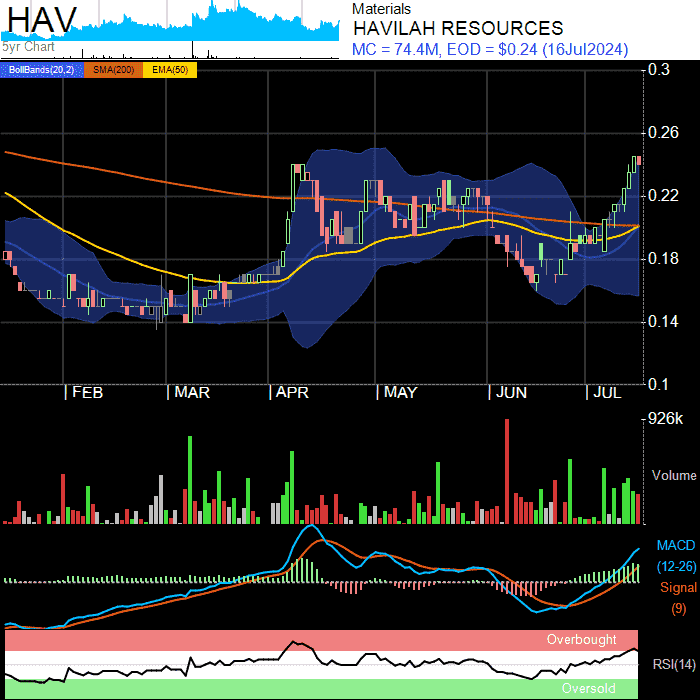 HAV
5yr Chart
Materials
HAVILAH RESOURCES
MC = 74.4M, EOD = $0.24 (16Jul2024)
BollBands(20,2) SMA(200) EMA(50)
0.3
0.26
0.22
0.18
0.14
0.1
| FEB | MAR | APR | MAY | JUN | JUL
926k
Volume
MACD
(12-26)
Signal
(9)
Overbought
RSI(14)
Oversold